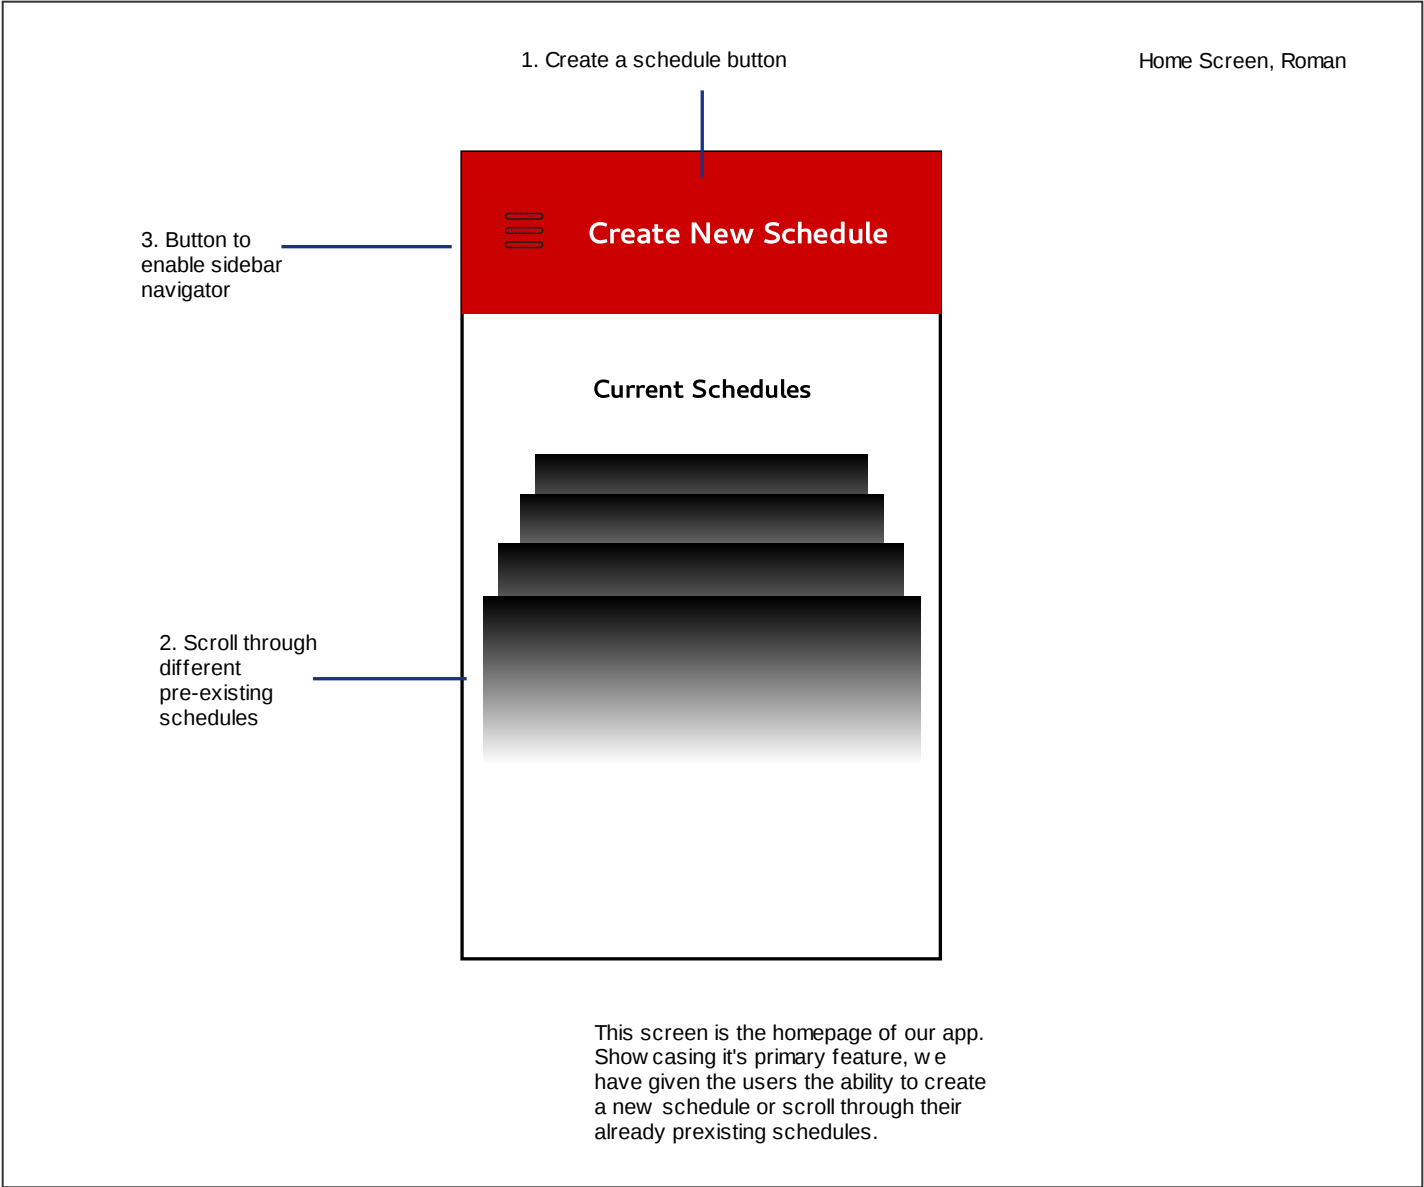 1. Create a schedule button
Home Screen, Roman
3. Button to
enable sidebar
navigator
Create New Schedule
Current Schedules
2. Scroll through
different
pre-existing
schedules
This screen is the homepage of our app.
Show casing it's primary feature, we
have given the users the ability to create
a new schedule or scroll through their
already prexisting schedules.